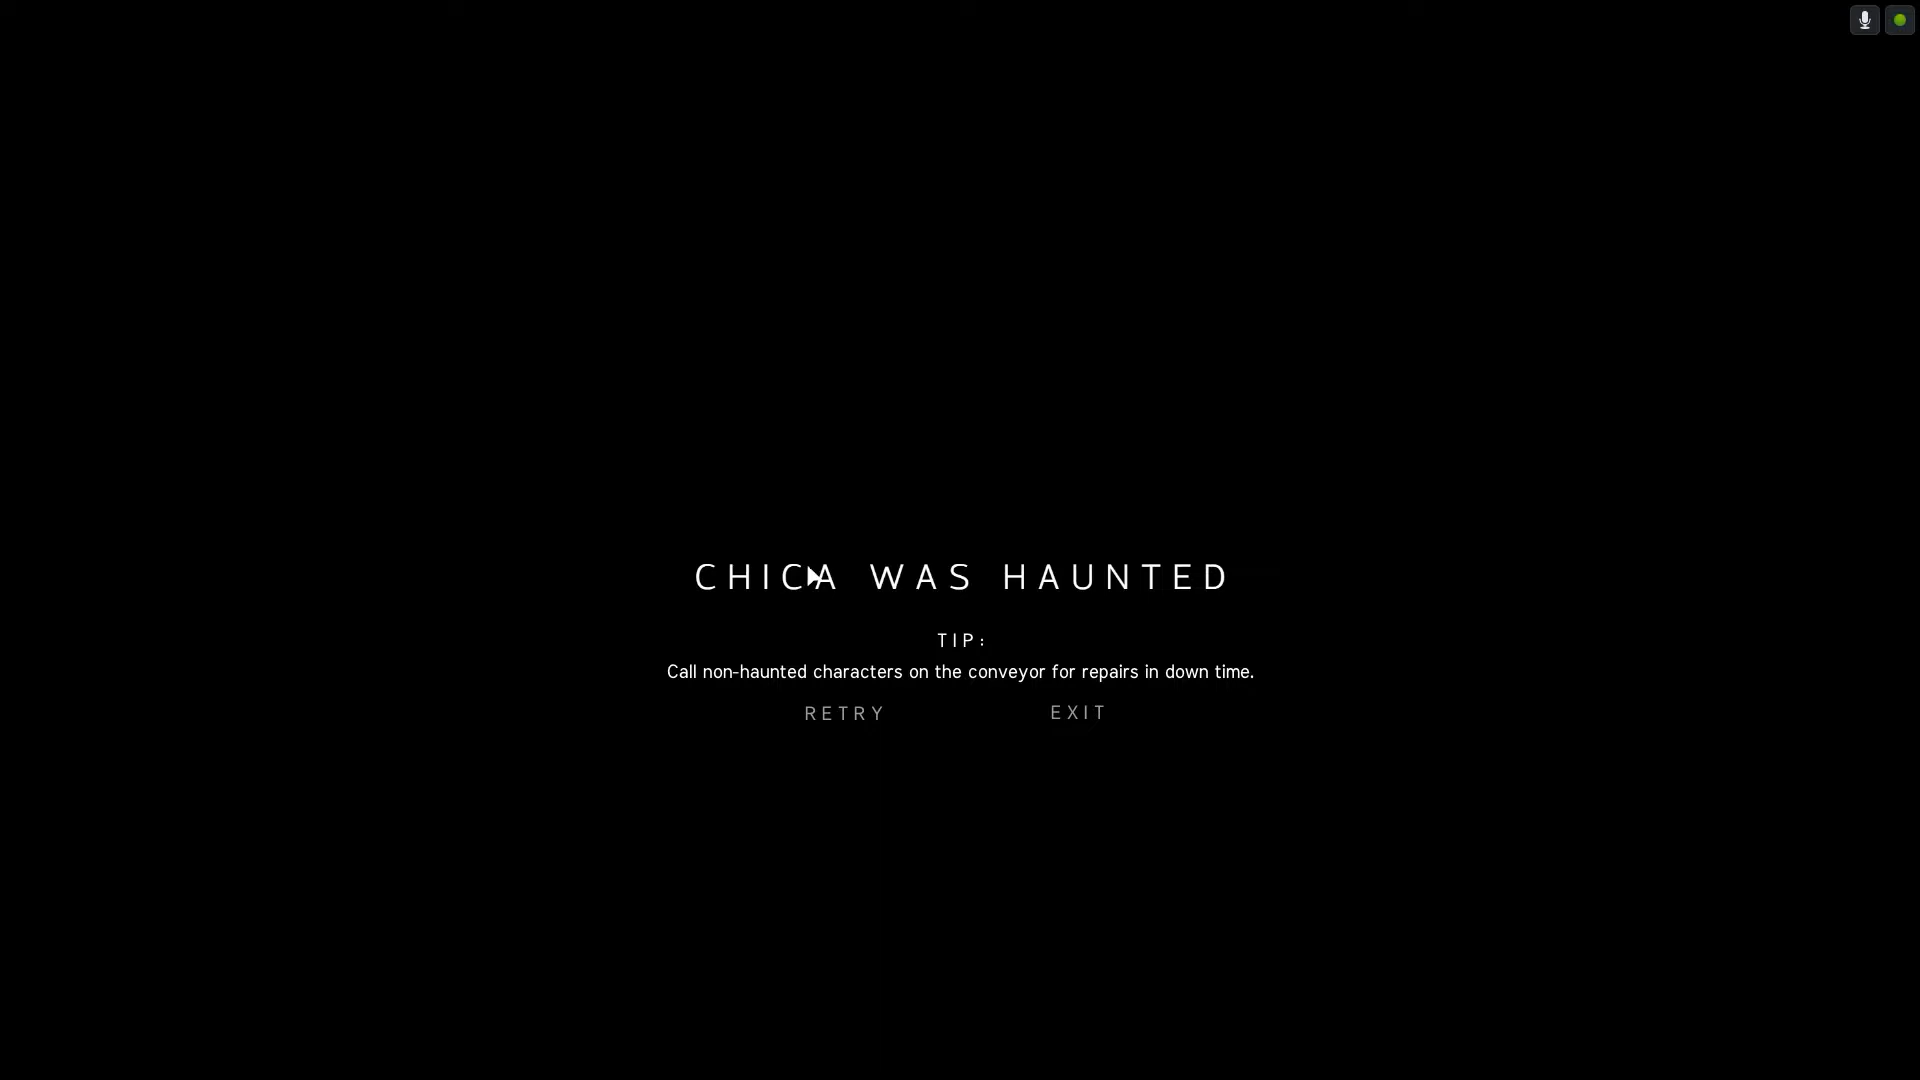 CHICA WAS HAUNTED
TIP:
Call non-haunted characters on the conveyor for repairs in down time.
RETRY EXIT